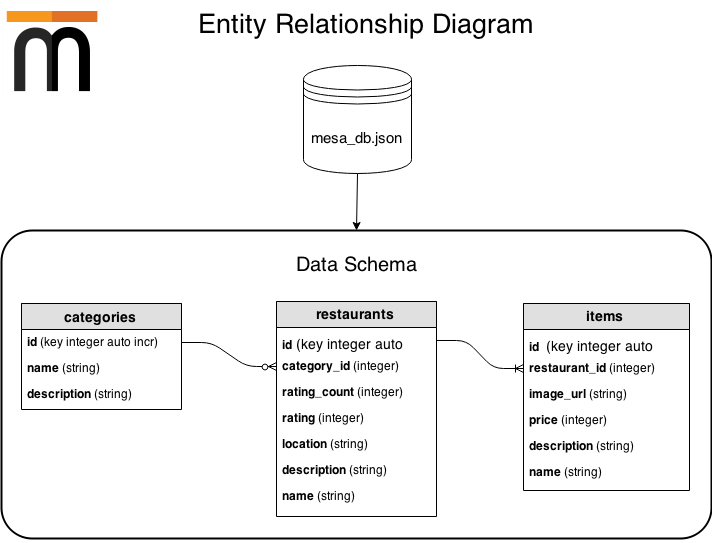 Entity Relationship Diagram
mesa_db.json
Data Schema
categories
id (key integer auto incr)
name (string)
description (string)
restaurants
id (key integer auto
category_id (integer)
rating_count (integer)
rating (integer)
location (string)
description (string)
name (string)
items
id (key integer auto
restaurant_id (integer)
image_url (string)
price (integer)
description (string)
name (string)